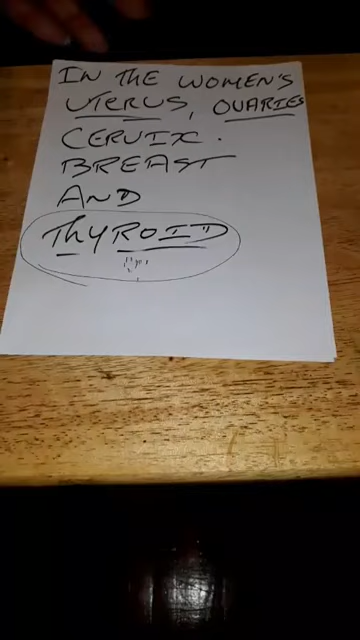 IN THE WOMEN'S
UTERUS, OVARIES
CERVIX.
BREAST
AND
THYROID